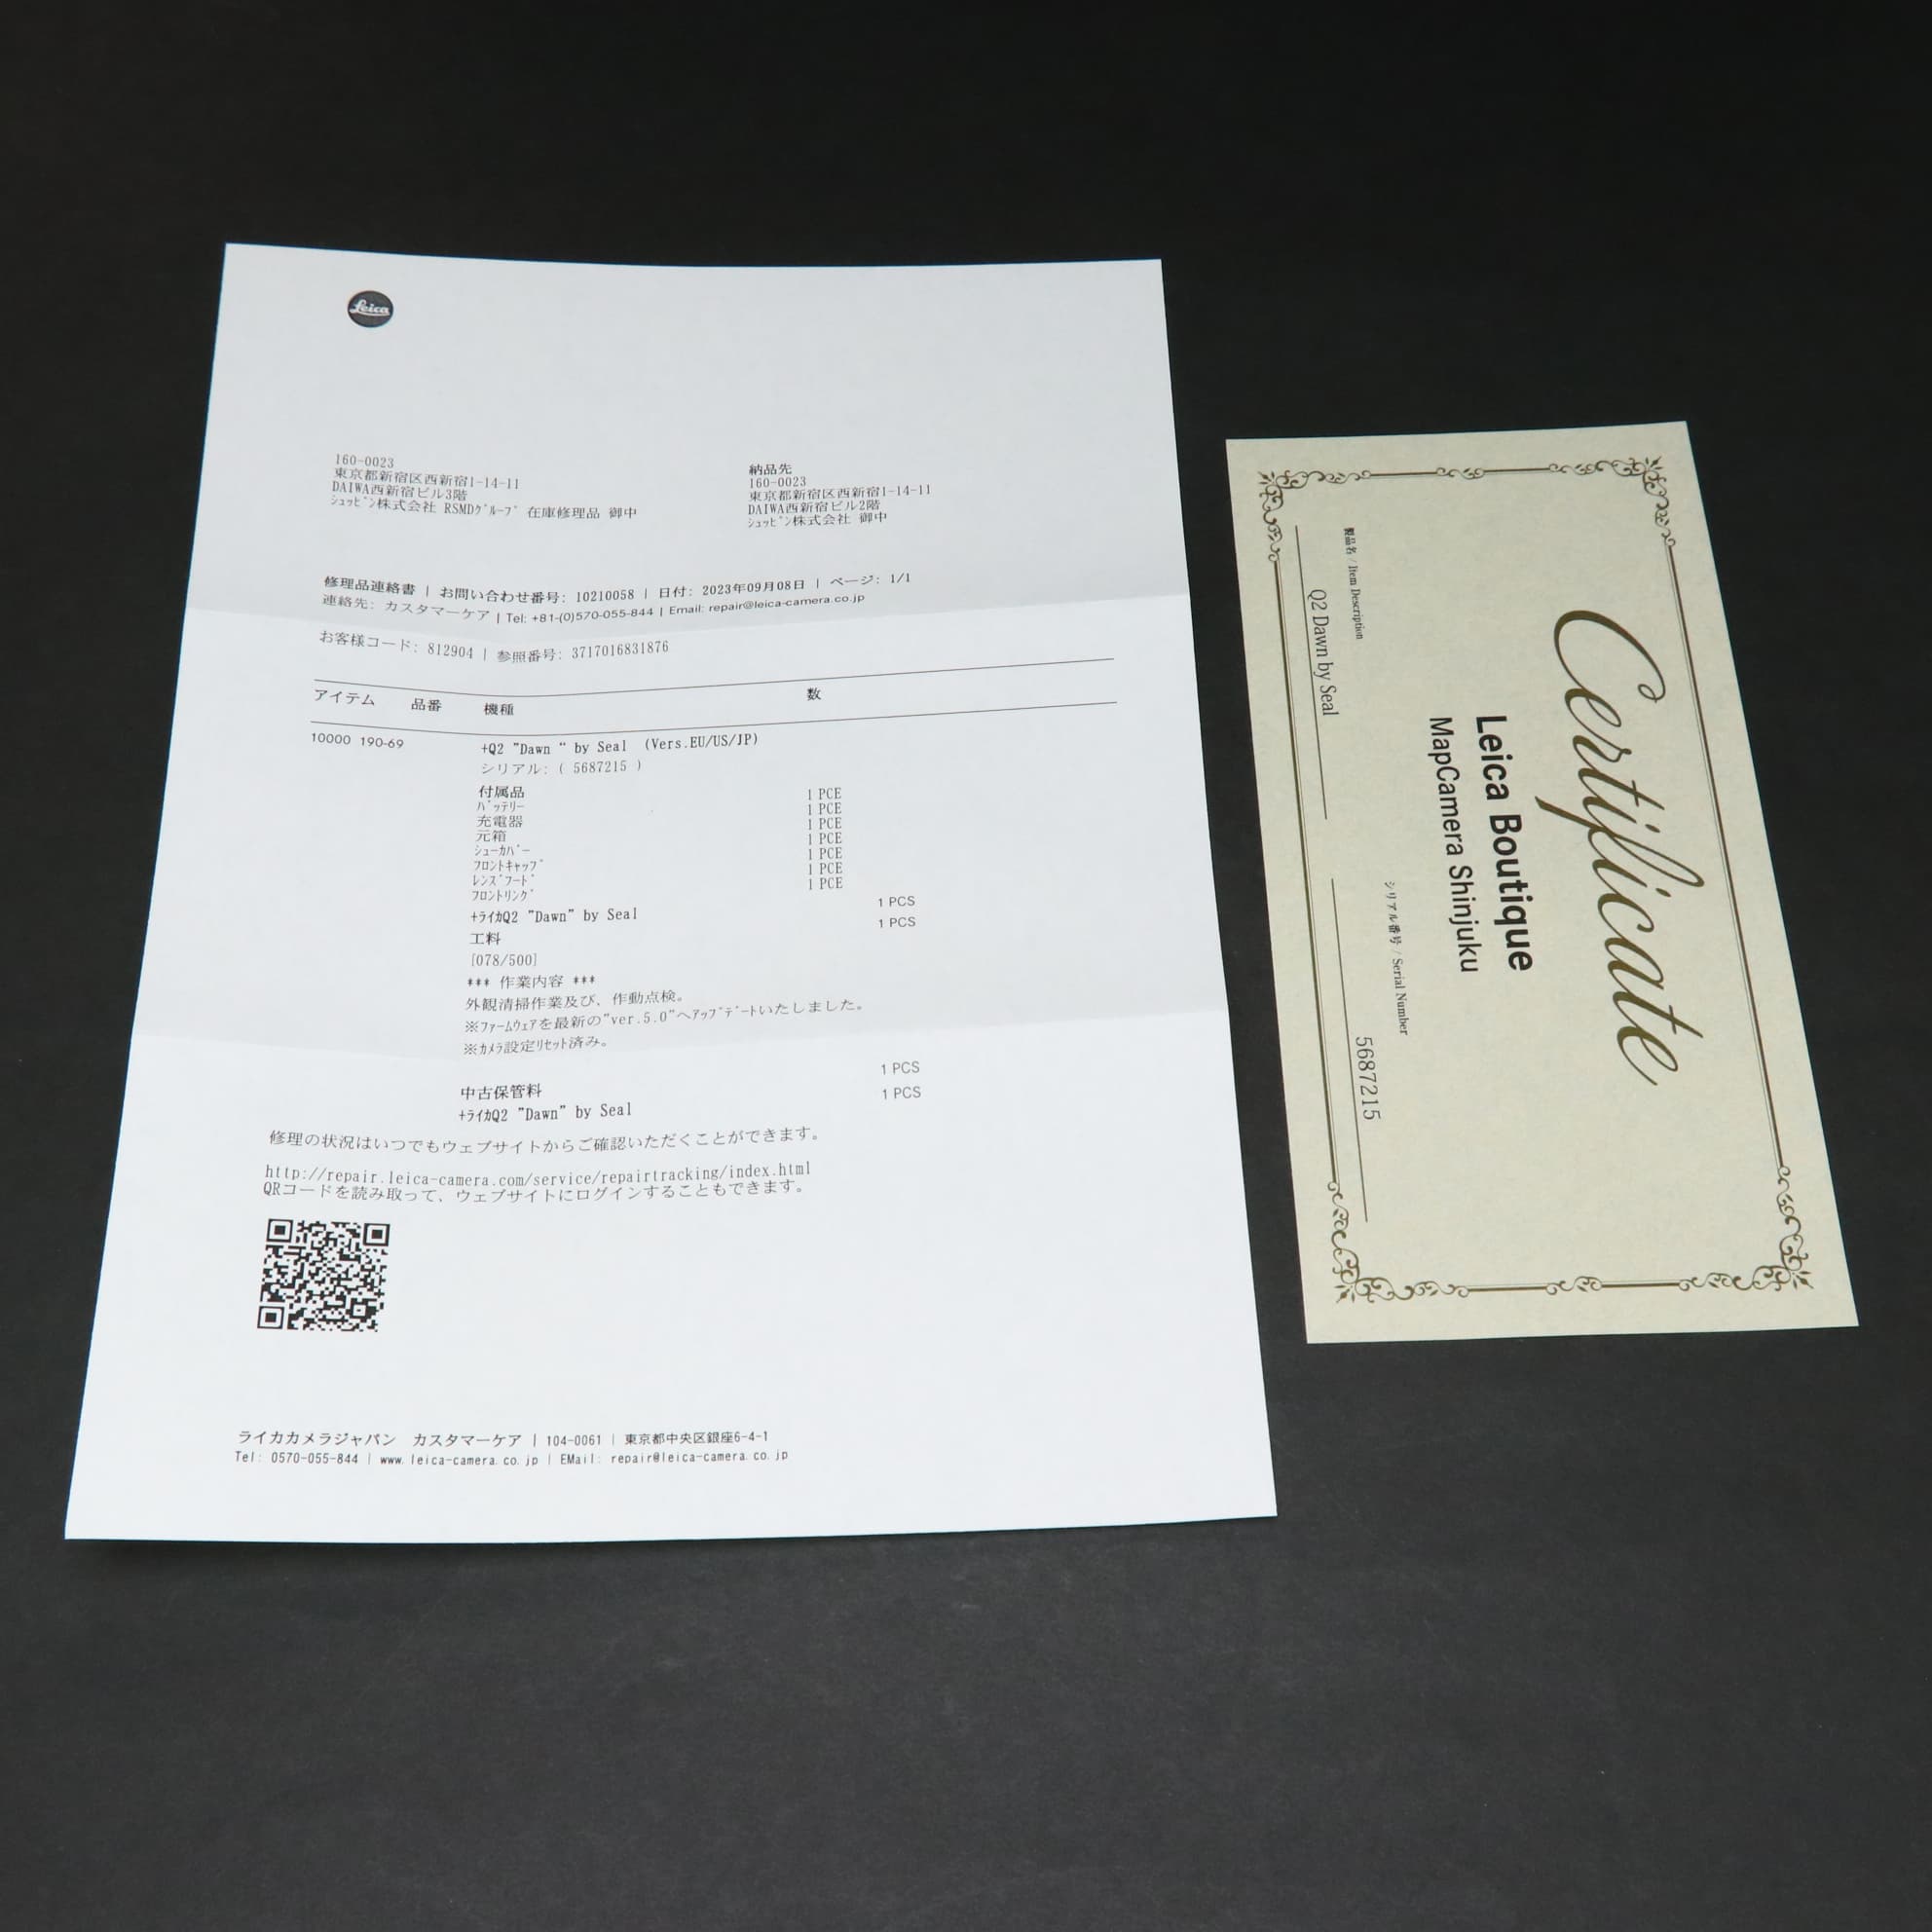 Leica
160-0023
東京都新宿区西新宿1-14-11
DAIWA西新宿ビル3階
シュッピン株式会社 RSMDグループ 在庫修理品 御中
納品先
160-0023
東京都新宿区西新宿1-14-11
DAIWA西新宿ビル2階
シュッピン株式会社 御中
修理品連絡書 | お問い合わせ番号: 10210058 | 日付: 2023年09月08日 | ページ: 1/1
連絡先: カスタマーケア | Tel: +81-(0)570-055-844 | Email: repair@leica-camera.co.jp
お客様コード: 812904 | 参照番号: 3717016831876
アイテム 品番 機種 数
10000 190-69 +Q2 "Dawn " by Seal (Vers.EU/US/JP)
シリアル: ( 5687215 )
付属品 1 PCE
バッテリー 1 PCE
充電器 1 PCE
元箱 1 PCE
シューカバー 1 PCE
フロントキャップ 1 PCE
レンズフード 1 PCE
フロントリング
+ライカQ2 "Dawn" by Seal 1 PCS
工料 1 PCS
[078/500]
*** 作業内容 ***
外観清掃作業及び、作動点検。
※ファームウェアを最新の"ver.5.0"へアップデートいたしました。
※カメラ設定リセット済み。
中古保管料 1 PCS
+ライカQ2 "Dawn" by Seal 1 PCS
修理の状況はいつでもウェブサイトからご確認いただくことができます。
http://repair.leica-camera.com/service/repairtracking/index.html
QRコードを読み取って、ウェブサイトにログインすることもできます。
ライカカメラジャパン カスタマーケア | 104-0061 | 東京都中央区銀座6-4-1
Tel: 0570-055-844 | www.leica-camera.co.jp | EMail: repair@leica-camera.co.jp
Certificate
Leica Boutique
MapCamera Shinjuku
製品名 / Item Description
Q2 Dawn by Seal
シリアル番号 / Serial Number
5687215